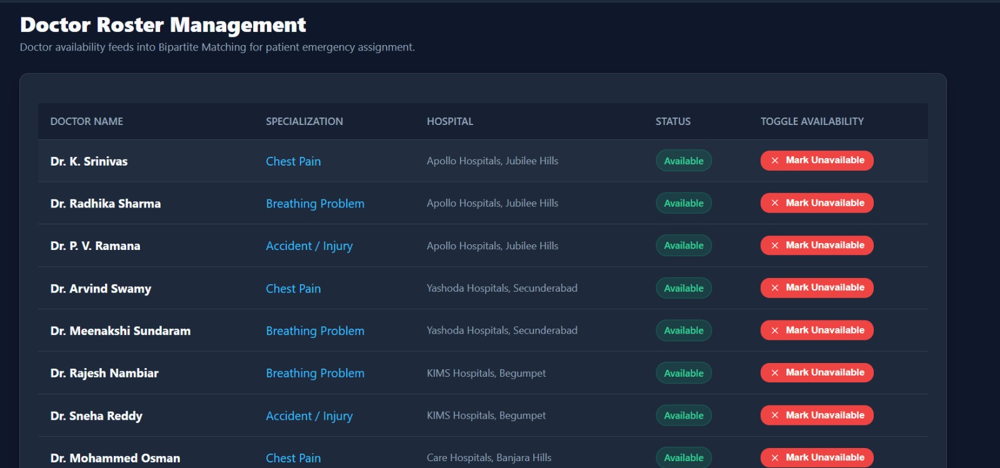 Doctor Roster Management
Doctor availability feeds into Bipartite Matching for patient emergency assignment.
DOCTOR NAME SPECIALIZATION HOSPITAL STATUS TOGGLE AVAILABILITY
Dr. K. Srinivas Chest Pain Apollo Hospitals, Jubilee Hills Available × Mark Unavailable
Dr. Radhika Sharma Breathing Problem Apollo Hospitals, Jubilee Hills Available × Mark Unavailable
Dr. P. V. Ramana Accident / Injury Apollo Hospitals, Jubilee Hills Available × Mark Unavailable
Dr. Arvind Swamy Chest Pain Yashoda Hospitals, Secunderabad Available × Mark Unavailable
Dr. Meenakshi Sundaram Breathing Problem Yashoda Hospitals, Secunderabad Available × Mark Unavailable
Dr. Rajesh Nambiar Breathing Problem KIMS Hospitals, Begumpet Available × Mark Unavailable
Dr. Sneha Reddy Accident / Injury KIMS Hospitals, Begumpet Available × Mark Unavailable
Dr. Mohammed Osman Chest Pain Care Hospitals, Banjara Hills Available × Mark Unavailable